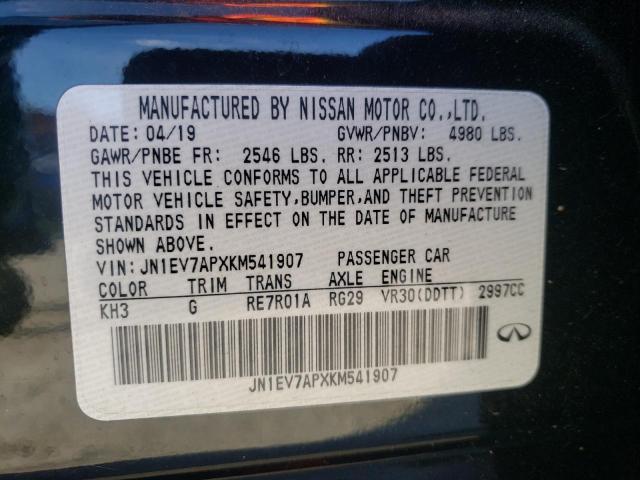 MANUFACTURED BY NISSAN MOTOR CO.,LTD.
DATE: 04/19 GVWR/PNBV: 4980 LBS.
GAWR/PNBE FR: 2546 LBS. RR: 2513 LBS.
THIS VEHICLE CONFORMS TO ALL APPLICABLE FEDERAL
MOTOR VEHICLE SAFETY,BUMPER,AND THEFT PREVENTION
STANDARDS IN EFFECT ON THE DATE OF MANUFACTURE
SHOWN ABOVE.
VIN: JN1EV7APXKM541907 PASSENGER CAR
COLOR TRIM TRANS AXLE ENGINE
KH3 G RE7R01A RG29 VR30(DDTT) 2997CC
JN1EV7APXKM541907